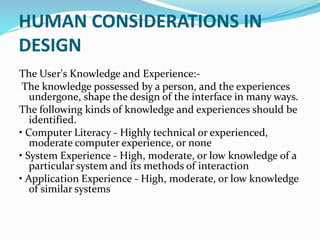 HUMAN CONSIDERATIONS IN
DESIGN
The User's Knowledge and Experience:-
The knowledge possessed by a person, and the experiences
undergone, shape the design of the interface in many ways.
The following kinds of knowledge and experiences should be
identified.
• Computer Literacy - Highly technical or experienced,
moderate computer experience, or none
• System Experience - High, moderate, or low knowledge of a
particular system and its methods of interaction
• Application Experience - High, moderate, or low knowledge
of similar systems